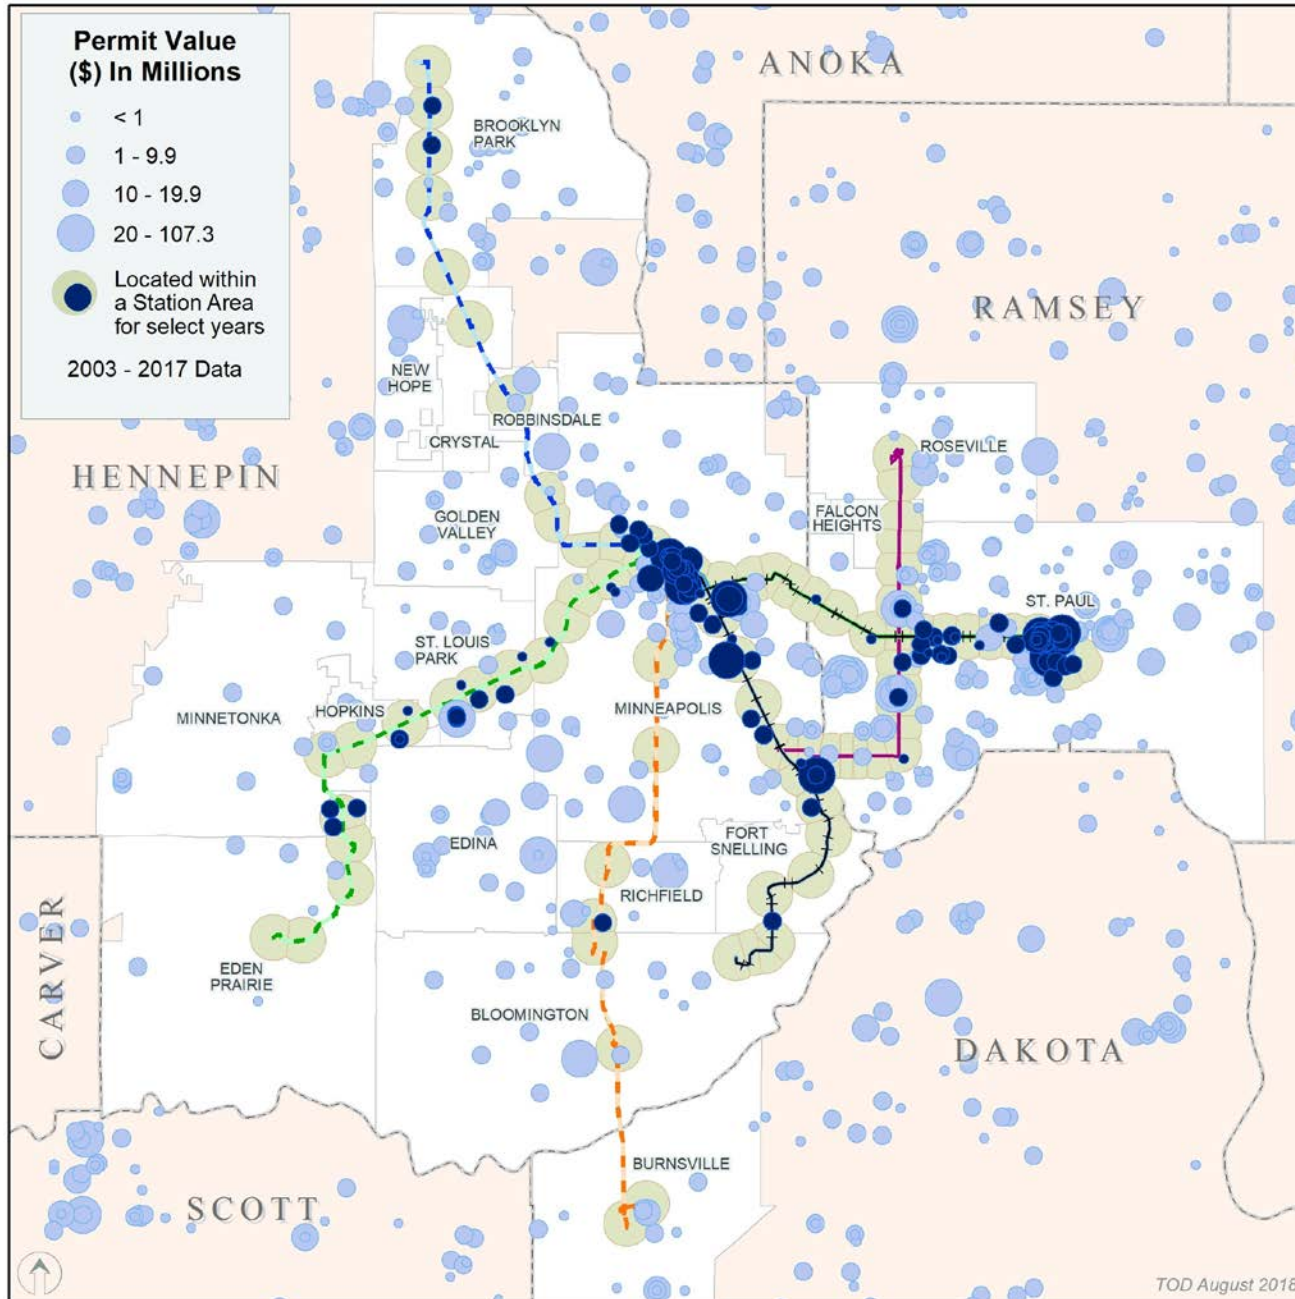 Permit Value
($) In Millions
< 1
1 - 9.9
10 - 19.9
20 - 107.3
Located within
a Station Area
for select years
2003 - 2017 Data
ANOKA
BROOKLYN
PARK
RAMSEY
NEW
HOPE
ROBBINSDALE
CRYSTAL
ROSEVILLE
HENNEPIN
GOLDEN
VALLEY
FALCON
HEIGHTS
ST. PAUL
ST. LOUIS
PARK
MINNETONKA
HOPKINS
MINNEAPOLIS
EDINA
FORT
SNELLING
RICHFIELD
CARVER
EDEN
PRAIRIE
BLOOMINGTON
DAKOTA
BURNSVILLE
SCOTT
TOD August 2018